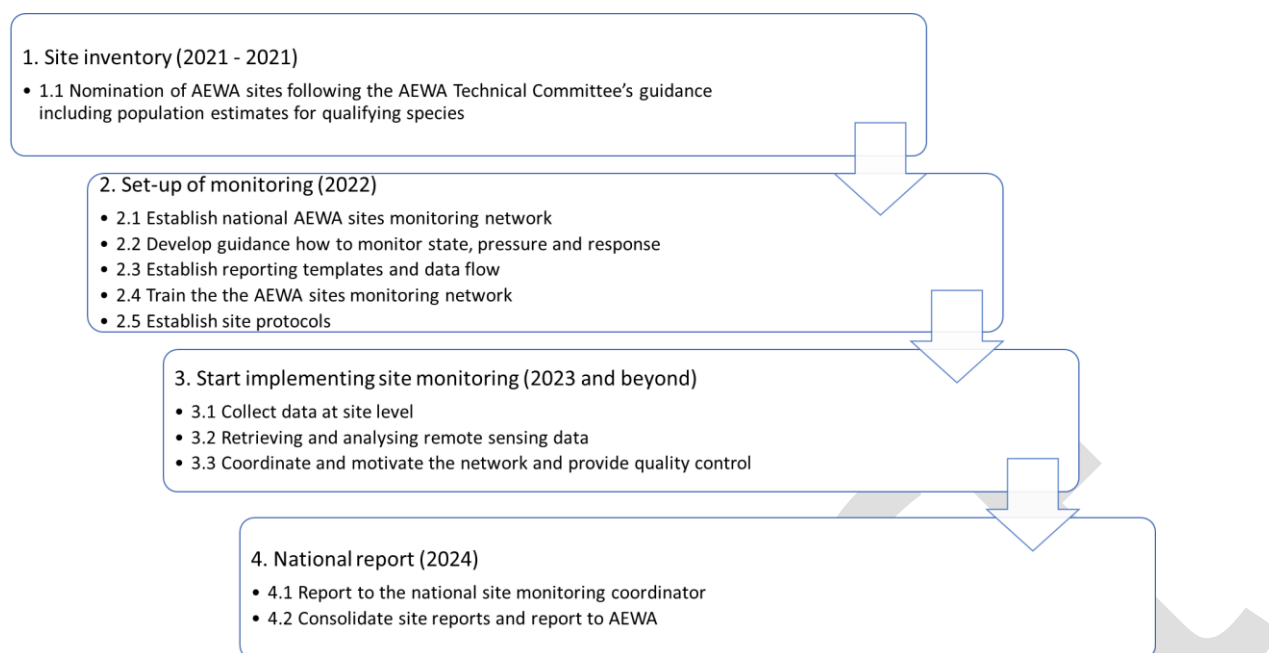 1. Site inventory (2021 - 2021)
• 1.1 Nomination of AEWA sites following the AEWA Technical Committee’s guidance
including population estimates for qualifying species
2. Set-up of monitoring (2022)
• 2.1 Establish national AEWA sites monitoring network
• 2.2 Develop guidance how to monitor state, pressure and response
• 2.3 Establish reporting templates and data flow
• 2.4 Train the the AEWA sites monitoring network
• 2.5 Establish site protocols
3. Start implementing site monitoring (2023 and beyond)
• 3.1 Collect data at site level
• 3.2 Retrieving and analysing remote sensing data
• 3.3 Coordinate and motivate the network and provide quality control
4. National report (2024)
• 4.1 Report to the national site monitoring coordinator
• 4.2 Consolidate site reports and report to AEWA